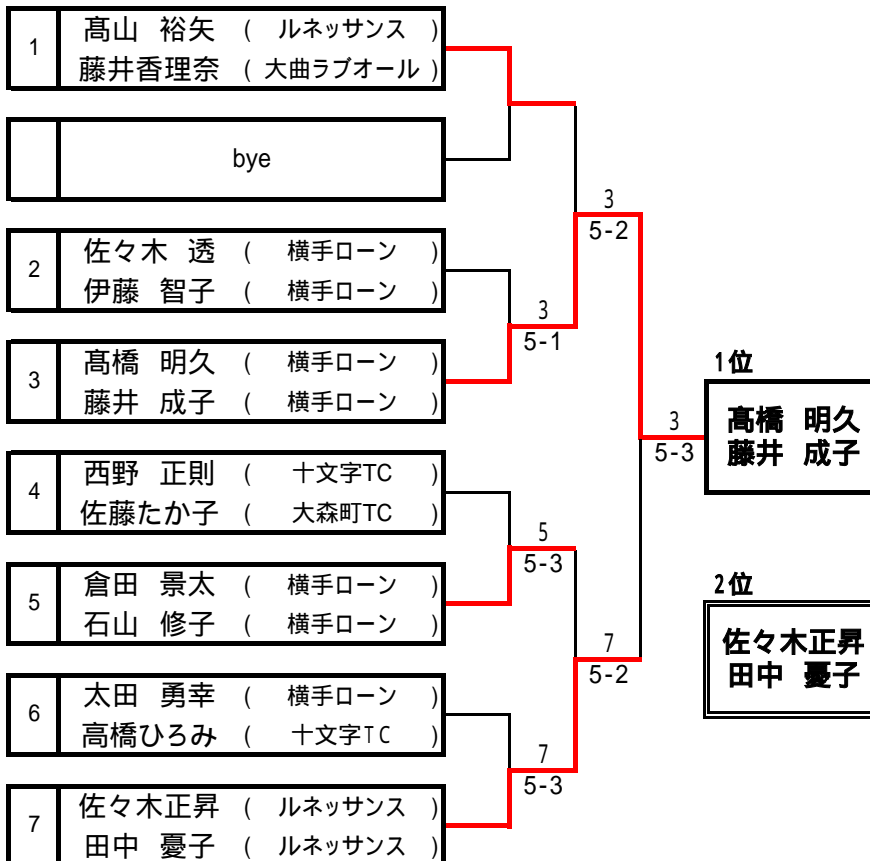 1 髙山 裕矢 ( ルネッサンス )
藤井香理奈 ( 大曲ラブオール )
bye
2 佐々木 透 ( 横手ローン )
伊藤 智子 ( 横手ローン )
3 髙橋 明久 ( 横手ローン )
藤井 成子 ( 横手ローン )
4 西野 正則 ( 十文字TC )
佐藤たか子 ( 大森町TC )
5 倉田 景太 ( 横手ローン )
石山 修子 ( 横手ローン )
6 太田 勇幸 ( 横手ローン )
高橋ひろみ ( 十文字TC )
7 佐々木正昇 ( ルネッサンス )
田中 憂子 ( ルネッサンス )
3
5-1
5
5-3
7
5-3
3
5-2
7
5-2
3
5-3
1位
髙橋 明久
藤井 成子
2位
佐々木正昇
田中 憂子